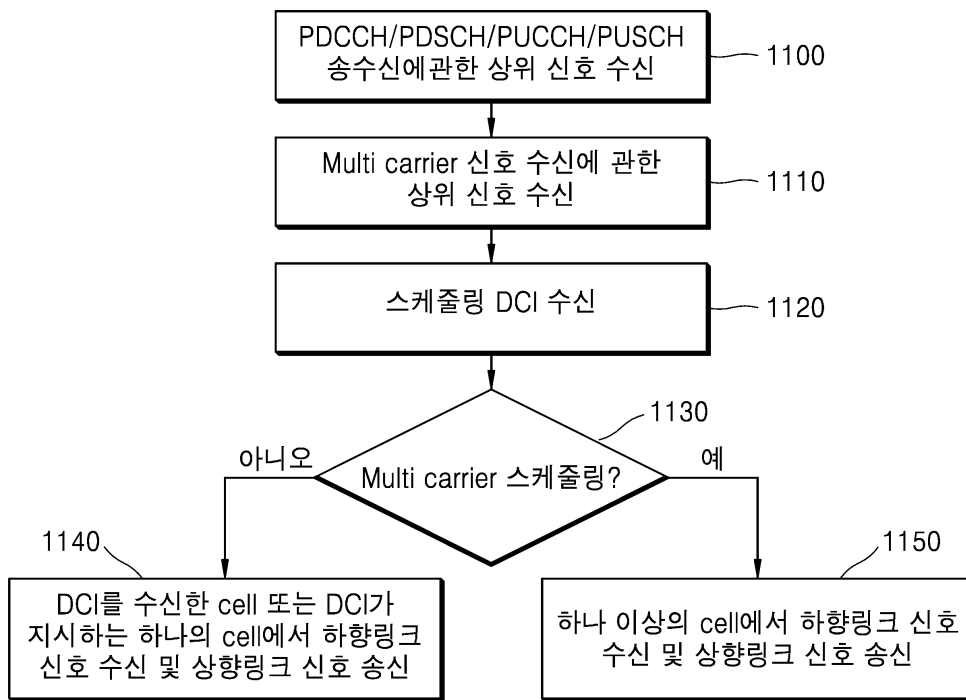 PDCCH/PDSCH/PUCCH/PUSCH
송수신에관한 상위 신호 수신
1100
Multi carrier 신호 수신에 관한
상위 신호 수신
1110
스케줄링 DCI 수신
1120
1130
Multi carrier 스케줄링?
아니오
예
1140
DCI를 수신한 cell 또는 DCI가
지시하는 하나의 cell에서 하향링크
신호 수신 및 상향링크 신호 송신
1150
하나 이상의 cell에서 하향링크 신호
수신 및 상향링크 신호 송신